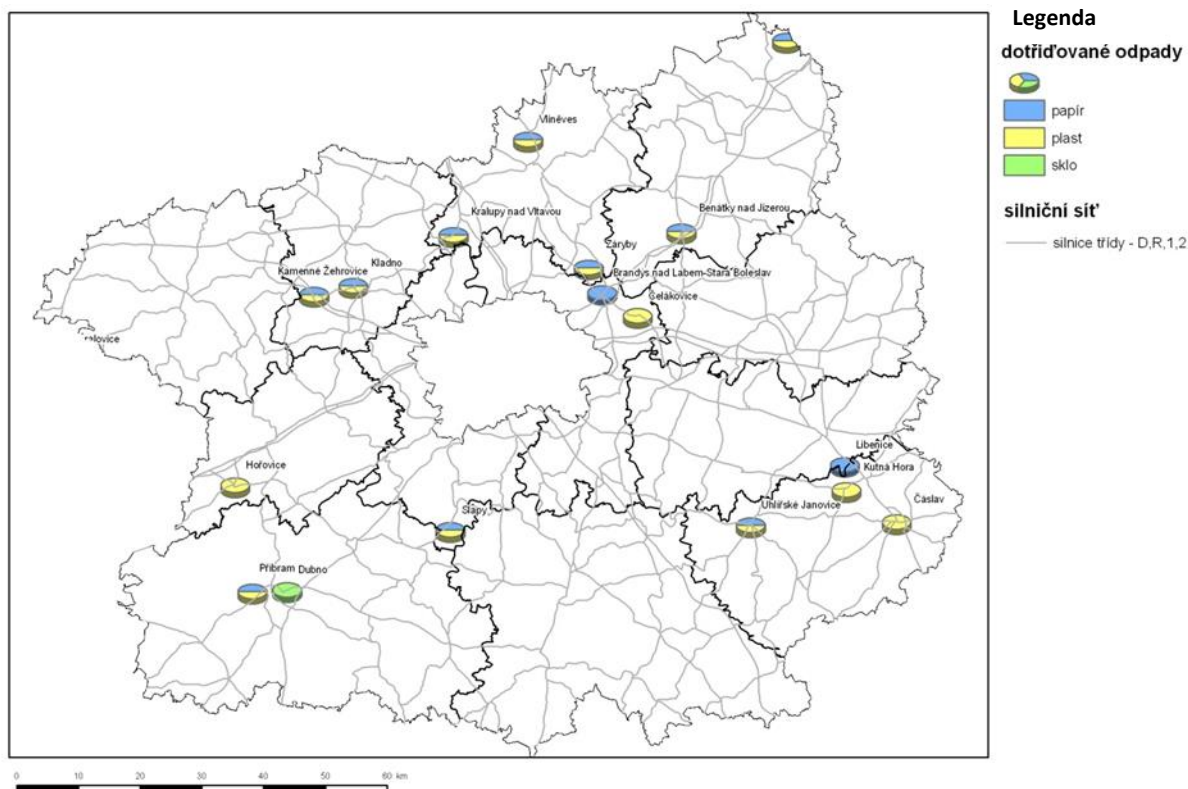 Legenda
dotřiďované odpady
papír
plast
sklo
silniční síť
silnice třídy - D,R,1,2
Vliněves
Kralupy nad Vltavou
Benátky nad Jizerou
Záryby
Kladno
Kamenné Žehrovice
Brandýs nad Labem-Stará Boleslav
Čelákovice
Libenice
Hořovice
Kutná Hora
Čáslav
Uhlířské Janovice
Slapy
Příbram
Dubno
0 10 20 30 40 50 60 km